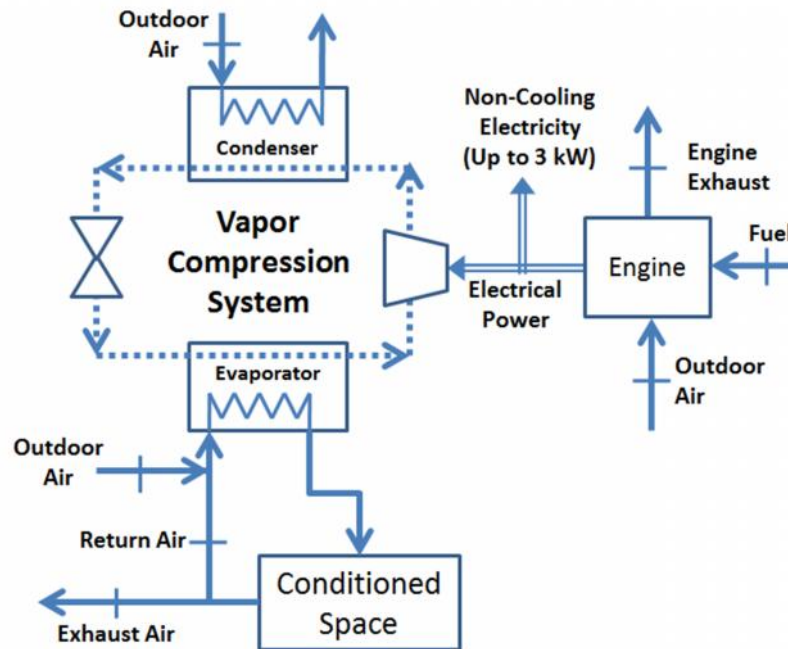 Outdoor
Air
Condenser
Non-Cooling
Electricity
(Up to 3 kW)
Engine
Exhaust
Fuel
Vapor
Compression
System
Engine
Electrical
Power
Evaporator
Outdoor
Air
Outdoor
Air
Return Air
Conditioned
Space
Exhaust Air